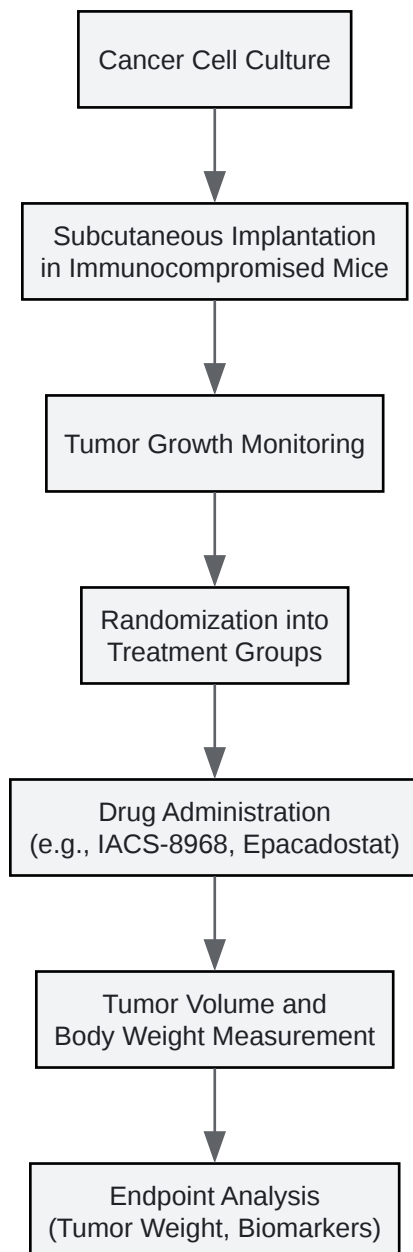 Cancer Cell Culture
Subcutaneous Implantation
in Immunocompromised Mice
Tumor Growth Monitoring
Randomization into
Treatment Groups
Drug Administration
(e.g., IACS-8968, Epacadostat)
Tumor Volume and
Body Weight Measurement
Endpoint Analysis
(Tumor Weight, Biomarkers)